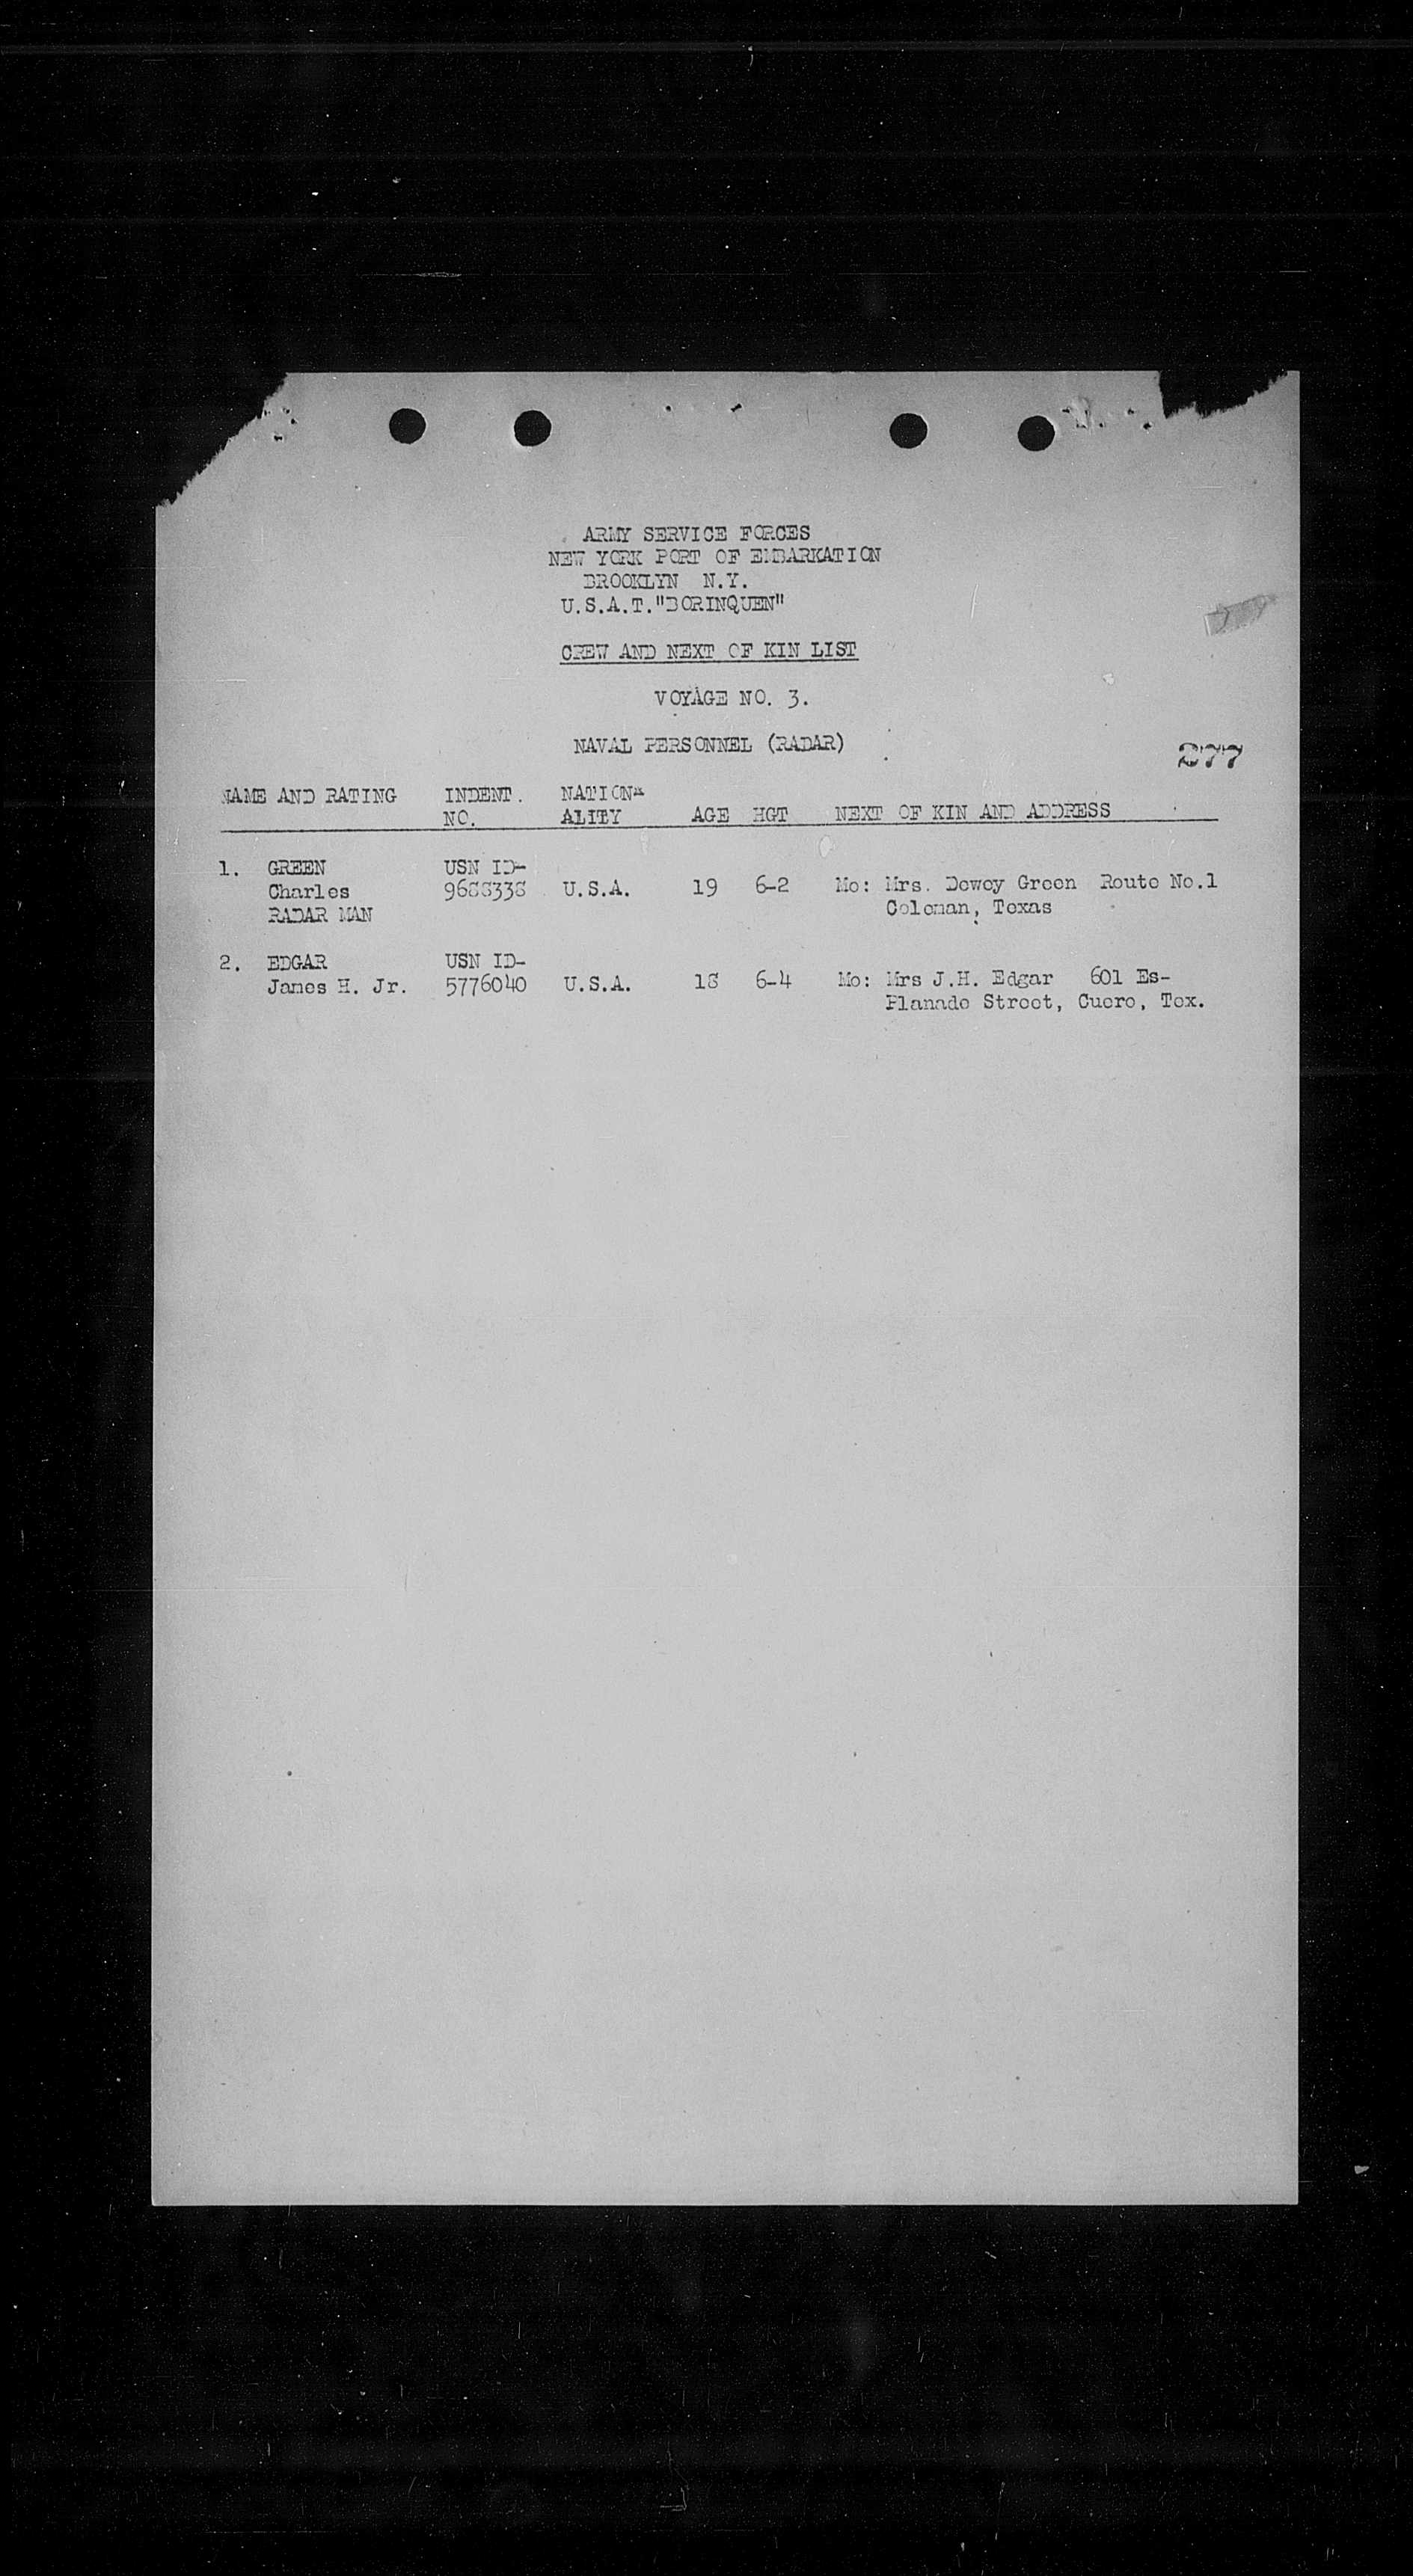 ARMY SERVICE FORCES
NEW YORK PORT OF EMBARKATION
BROOKLYN N.Y.
U.S.A.T."BORINQUEN"
CREW AND NEXT OF KIN LIST
VOYAGE NO. 3.
NAVAL PERSONNEL (RADAR)
277
NAME AND RATING INDENT. NATION-
NO. ALITY AGE HGT NEXT OF KIN AND ADDRESS
1. GREEN USN ID-
Charles 9688338 U.S.A. 19 6-2 Mo: Mrs. Dewey Green Route No.1
RADAR MAN Coleman, Texas
2. EDGAR USN ID-
James H. Jr. 5776040 U.S.A. 18 6-4 Mo: Mrs J.H. Edgar 601 Es-
Planade Street, Cuero, Tex.